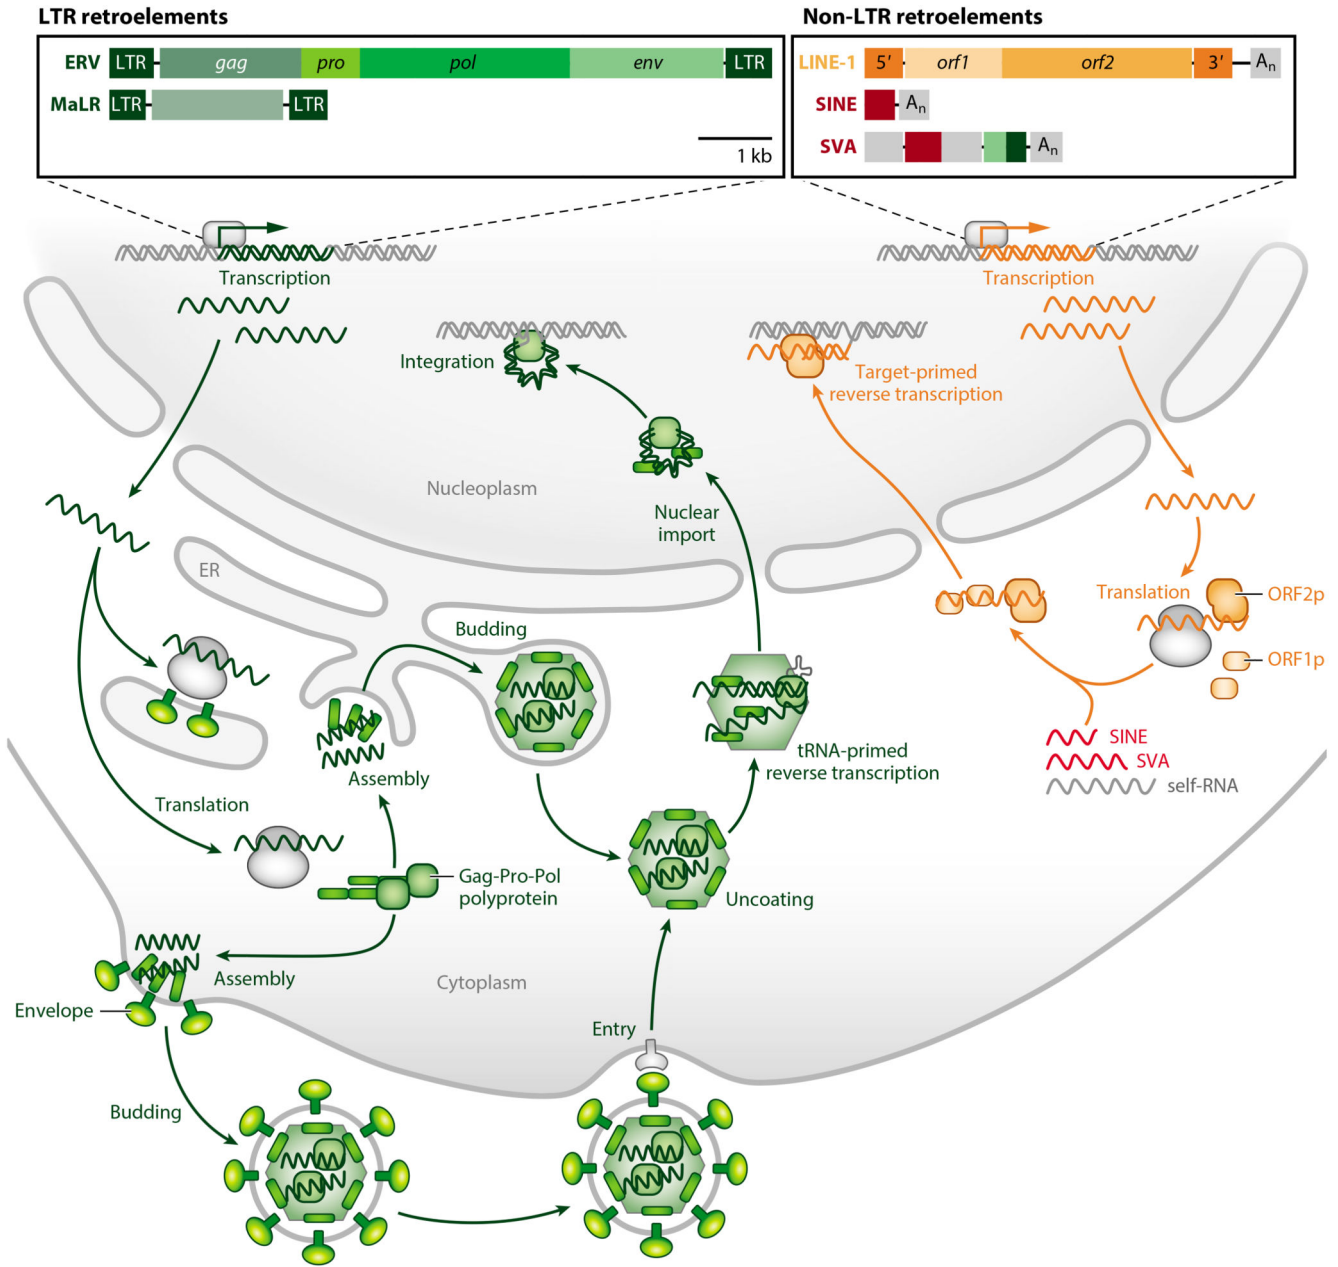 LTR retroelements
ERV LTR gag pro pol env LTR
MaLR LTR LTR
1 kb
Non-LTR retroelements
LINE-1 5' orf1 orf2 3' An
SINE An
SVA An
Transcription
Transcription
Integration
Target-primed
reverse transcription
Nucleoplasm
Nuclear
import
ER
Budding
Translation
ORF2p
ORF1p
SINE
SVA
self-RNA
tRNA-primed
reverse transcription
Assembly
Translation
Gag-Pro-Pol
polyprotein
Uncoating
Assembly
Cytoplasm
Envelope
Entry
Budding